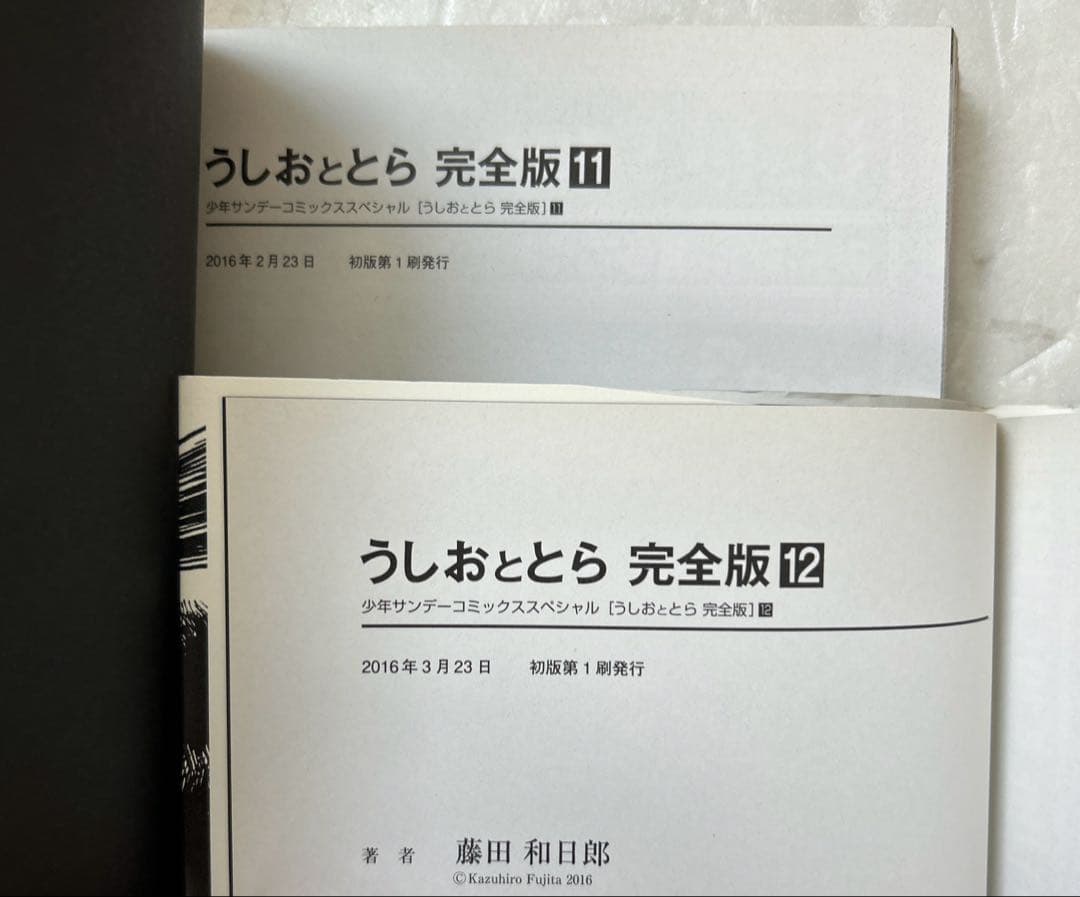 うしおととら 完全版 11
少年サンデーコミックススペシャル [うしおととら 完全版] 11
2016年2月23日 初版第1刷発行
うしおととら 完全版 12
少年サンデーコミックススペシャル [うしおととら 完全版] 12
2016年3月23日 初版第1刷発行
著者 藤田 和日郎
©Kazuhiro Fujita 2016